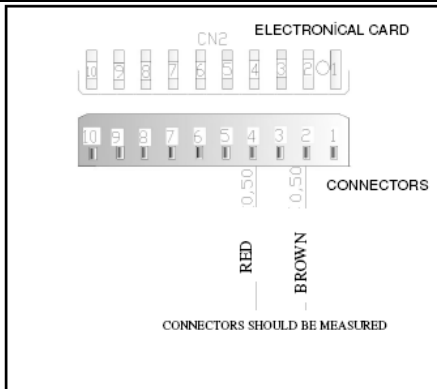 ELECTRONİCAL CARD
CN2
10 9 8 7 6 5 4 3 2 1
10 9 8 7 6 5 4 3 2 1
CONNECTORS
0,50 0,50
RED
BROWN
CONNECTORS SHOULD BE MEASURED